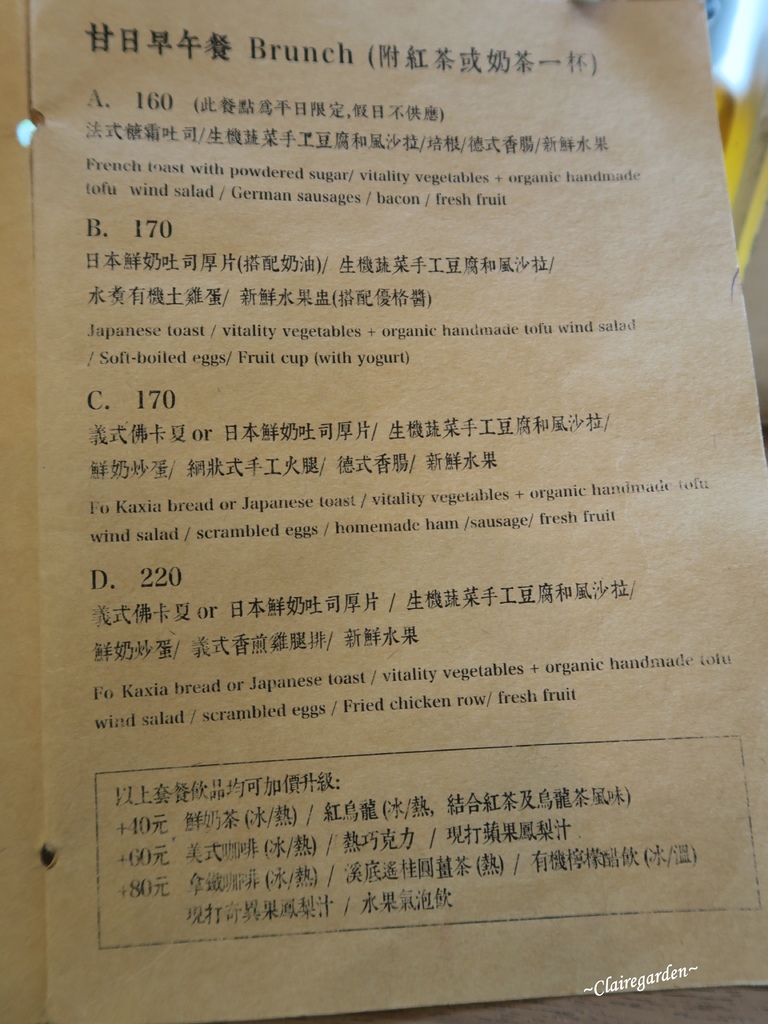 甘日早午餐 Brunch (附紅茶或奶茶一杯)
A. 160 (此餐點為平日限定,假日不供應)
法式糖霜吐司/生機蔬菜手工豆腐和風沙拉/培根/德式香腸/新鮮水果
French toast with powdered sugar/ vitality vegetables + organic handmade
tofu wind salad / German sausages / bacon / fresh fruit
B. 170
日本鮮奶吐司厚片(搭配奶油)/ 生機蔬菜手工豆腐和風沙拉/
水煮有機土雞蛋/ 新鮮水果盅(搭配優格醬)
Japanese toast / vitality vegetables + organic handmade tofu wind salad
/ Soft-boiled eggs/ Fruit cup (with yogurt)
C. 170
義式佛卡夏 or 日本鮮奶吐司厚片/ 生機蔬菜手工豆腐和風沙拉/
鮮奶炒蛋/ 網狀式手工火腿/ 德式香腸/ 新鮮水果
Fo Kaxia bread or Japanese toast / vitality vegetables + organic handmade tofu
wind salad / scrambled eggs / homemade ham /sausage/ fresh fruit
D. 220
義式佛卡夏 or 日本鮮奶吐司厚片 / 生機蔬菜手工豆腐和風沙拉/
鮮奶炒蛋/ 義式香煎雞腿排/ 新鮮水果
Fo Kaxia bread or Japanese toast / vitality vegetables + organic handmade tofu
wind salad / scrambled eggs / Fried chicken row/ fresh fruit
以上套餐飲品均可加價升級:
+40元 鮮奶茶 (冰/熱) / 紅烏龍 (冰/熱, 結合紅茶及烏龍茶風味)
+60元 美式咖啡 (冰/熱) / 熱巧克力 / 現打蘋果鳳梨汁
+80元 拿鐵咖啡 (冰/熱) / 溪底遙桂圓薑茶 (熱) / 有機檸檬醋飲 (冰/溫)
現打奇異果鳳梨汁 / 水果氣泡飲
~Clairegarden~